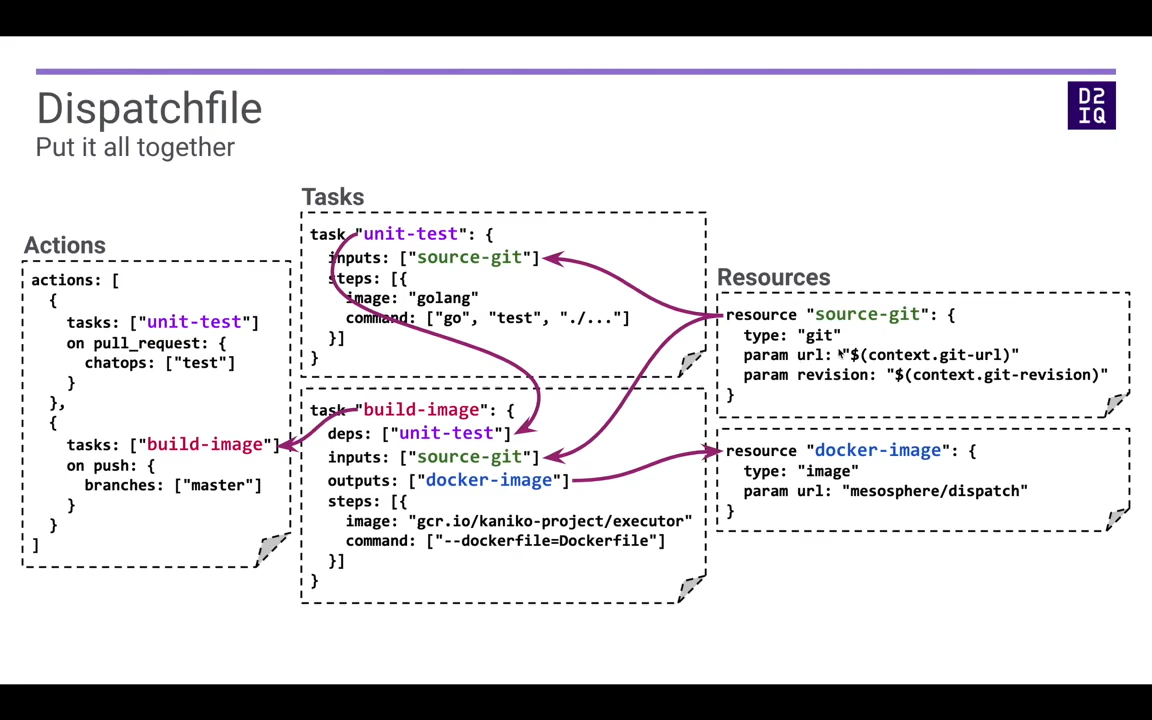 Dispatchfile
Put it all together
D2
IQ
Actions
actions: [
{
tasks: ["unit-test"]
on pull_request: {
chatops: ["test"]
}
},
{
tasks: ["build-image"]
on push: {
branches: ["master"]
}
}
]
Tasks
task "unit-test": {
inputs: ["source-git"]
steps: [{
image: "golang"
command: ["go", "test", "./..."]
}]
}
task "build-image": {
deps: ["unit-test"]
inputs: ["source-git"]
outputs: ["docker-image"]
steps: [{
image: "gcr.io/kaniko-project/executor"
command: ["--dockerfile=Dockerfile"]
}]
}
Resources
resource "source-git": {
type: "git"
param url: "$(context.git-url)"
param revision: "$(context.git-revision)"
}
resource "docker-image": {
type: "image"
param url: "mesosphere/dispatch"
}